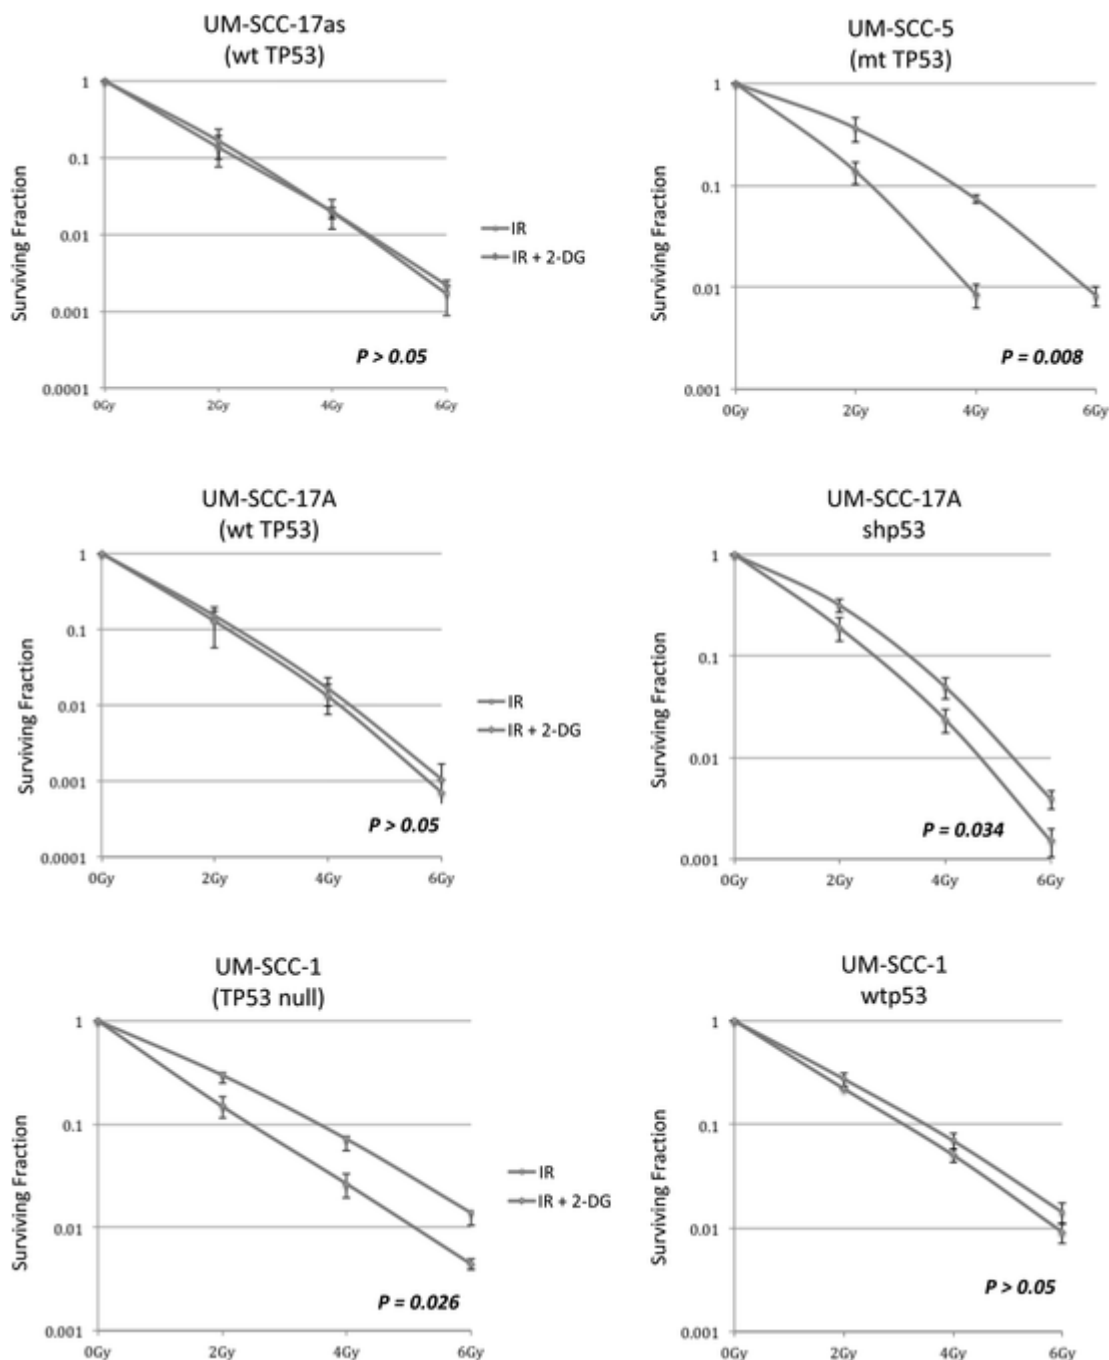 UM-SCC-17as
(wt TP53)
Surviving Fraction
1
0.1
0.01
0.001
0.0001
0Gy
2Gy
4Gy
6Gy
P > 0.05
IR
IR + 2-DG
UM-SCC-5
(mt TP53)
Surviving Fraction
1
0.1
0.01
0.001
0Gy
2Gy
4Gy
6Gy
P = 0.008
UM-SCC-17A
(wt TP53)
Surviving Fraction
1
0.1
0.01
0.001
0.0001
0Gy
2Gy
4Gy
6Gy
P > 0.05
IR
IR + 2-DG
UM-SCC-17A
shp53
Surviving Fraction
1
0.1
0.01
0.001
0Gy
2Gy
4Gy
6Gy
P = 0.034
UM-SCC-1
(TP53 null)
Surviving Fraction
1
0.1
0.01
0.001
0Gy
2Gy
4Gy
6Gy
P = 0.026
IR
IR + 2-DG
UM-SCC-1
wtp53
Surviving Fraction
1
0.1
0.01
0.001
0Gy
2Gy
4Gy
6Gy
P > 0.05